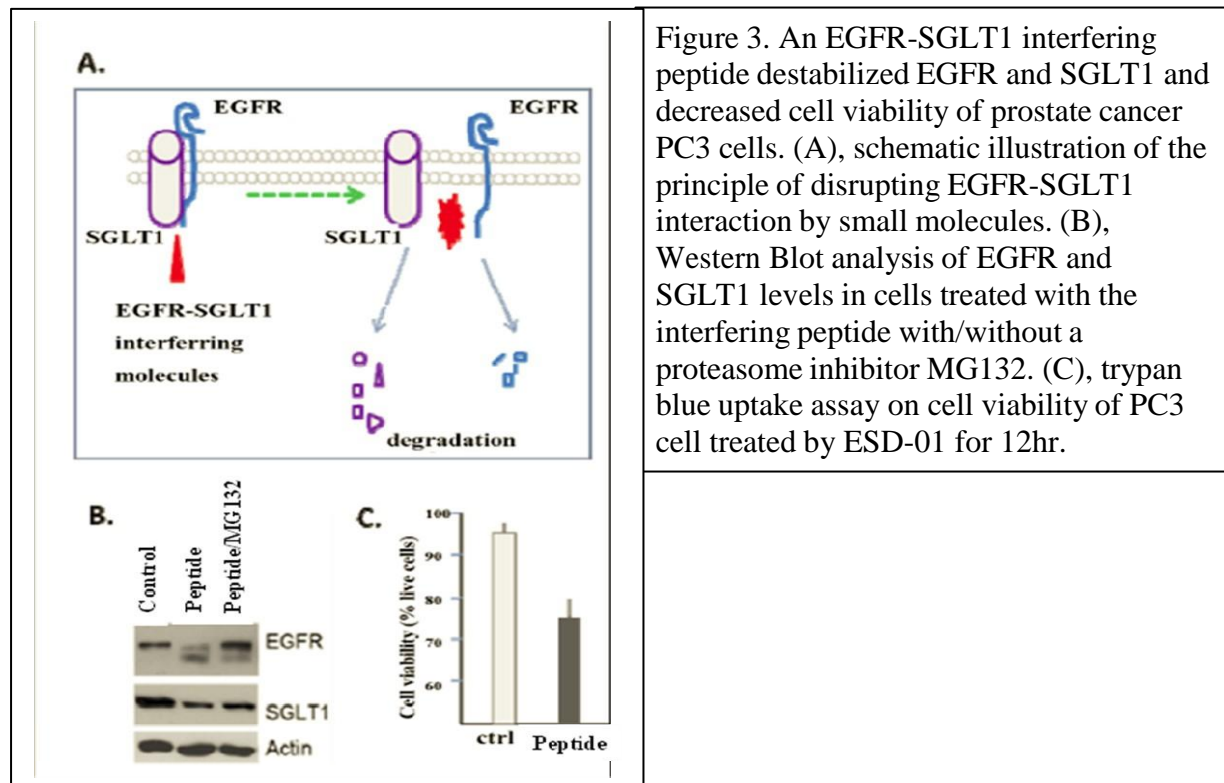 A.
EGFR
EGFR
SGLT1
SGLT1
EGFR-SGLT1
interferring
molecules
degradation
B.
Control
Peptide
Peptide/MG132
EGFR
SGLT1
Actin
C.
Cell viability (% live cells)
100
90
80
70
60
ctrl
Peptide
Figure 3. An EGFR-SGLT1 interfering
peptide destabilized EGFR and SGLT1 and
decreased cell viability of prostate cancer
PC3 cells. (A), schematic illustration of the
principle of disrupting EGFR-SGLT1
interaction by small molecules. (B),
Western Blot analysis of EGFR and
SGLT1 levels in cells treated with the
interfering peptide with/without a
proteasome inhibitor MG132. (C), trypan
blue uptake assay on cell viability of PC3
cell treated by ESD-01 for 12hr.